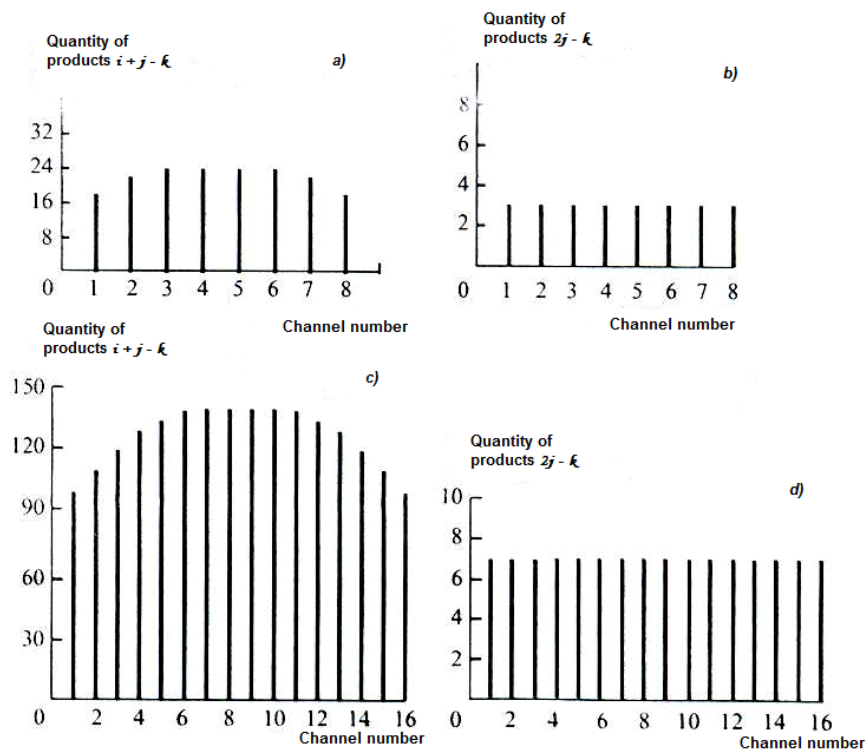 Quantity of
products i + j - k
a)
32
24
16
8
0 1 2 3 4 5 6 7 8
Channel number
Quantity of
products 2j - k
b)
8
6
4
2
0 1 2 3 4 5 6 7 8
Channel number
Quantity of
products i + j - k
c)
150
120
90
60
30
0 2 4 6 8 10 12 14 16
Channel number
Quantity of
products 2j - k
d)
10
8
6
4
2
0 2 4 6 8 10 12 14 16
Channel number